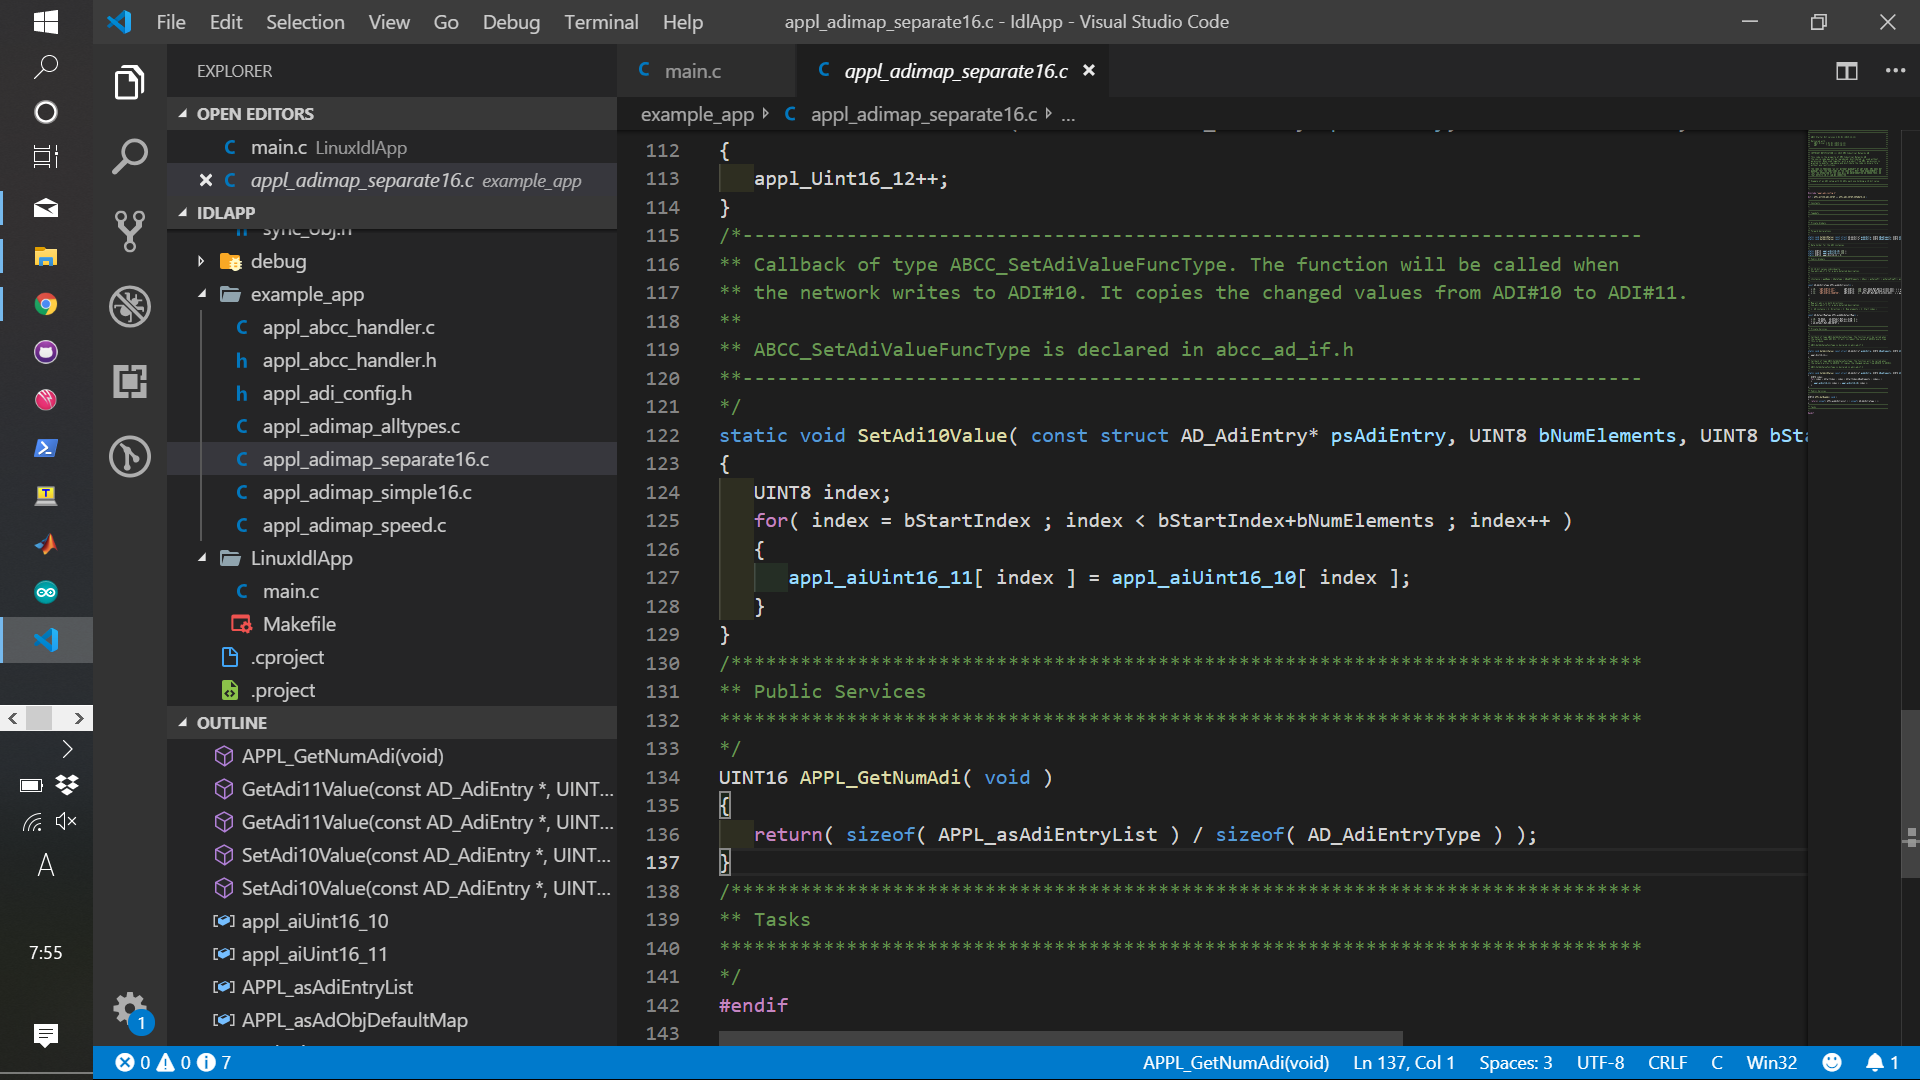 File Edit Selection View Go Debug Terminal Help
appl_adimap_separate16.c - IdlApp - Visual Studio Code
EXPLORER
OPEN EDITORS
main.c LinuxIdlApp
appl_adimap_separate16.c example_app
IDLAPP
sync_obj.h
debug
example_app
appl_abcc_handler.c
appl_abcc_handler.h
appl_adi_config.h
appl_adimap_alltypes.c
appl_adimap_separate16.c
appl_adimap_simple16.c
appl_adimap_speed.c
LinuxIdlApp
main.c
Makefile
.cproject
.project
OUTLINE
APPL_GetNumAdi(void)
GetAdi11Value(const AD_AdiEntry *, UINT...
GetAdi11Value(const AD_AdiEntry *, UINT...
SetAdi10Value(const AD_AdiEntry *, UINT...
SetAdi10Value(const AD_AdiEntry *, UINT...
appl_aiUint16_10
appl_aiUint16_11
APPL_asAdiEntryList
APPL_asAdObjDefaultMap
main.c
appl_adimap_separate16.c
example_app appl_adimap_separate16.c ...
112 {
113 appl_Uint16_12++;
114 }
115 /*------------------------------------------------------------------------------
116 ** Callback of type ABCC_SetAdiValueFuncType. The function will be called when
117 ** the network writes to ADI#10. It copies the changed values from ADI#10 to ADI#11.
118 **
119 ** ABCC_SetAdiValueFuncType is declared in abcc_ad_if.h
120 **------------------------------------------------------------------------------
121 */
122 static void SetAdi10Value( const struct AD_AdiEntry* psAdiEntry, UINT8 bNumElements, UINT8 bSta
123 {
124 UINT8 index;
125 for( index = bStartIndex ; index < bStartIndex+bNumElements ; index++ )
126 {
127 appl_aiUint16_11[ index ] = appl_aiUint16_10[ index ];
128 }
129 }
130 /*******************************************************************************
131 ** Public Services
132 ********************************************************************************
133 */
134 UINT16 APPL_GetNumAdi( void )
135 {
136 return( sizeof( APPL_asAdiEntryList ) / sizeof( AD_AdiEntryType ) );
137 }
138 /*******************************************************************************
139 ** Tasks
140 ********************************************************************************
141 */
142 #endif
143
7:55
1
0 0 7
APPL_GetNumAdi(void) Ln 137, Col 1 Spaces: 3 UTF-8 CRLF C Win32 1